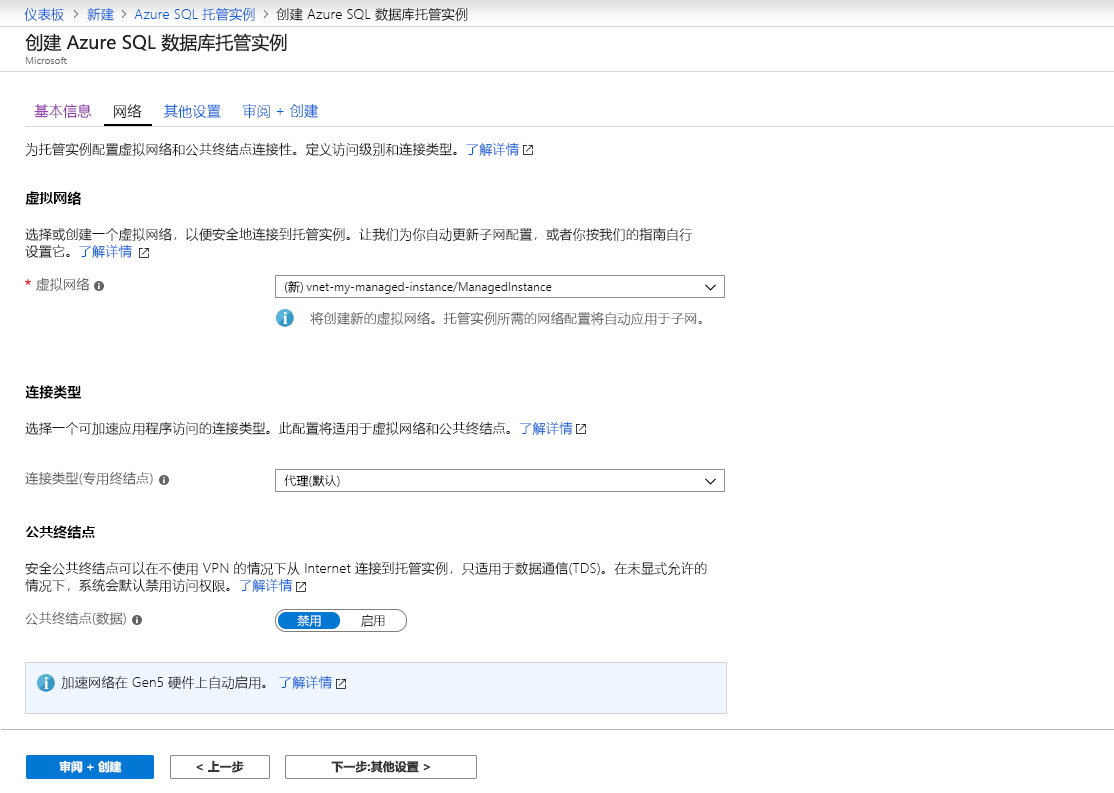 仪表板 > 新建 > Azure SQL 托管实例 > 创建 Azure SQL 数据库托管实例
创建 Azure SQL 数据库托管实例
Microsoft
基本信息 网络 其他设置 审阅 + 创建
为托管实例配置虚拟网络和公共终结点连接性。定义访问级别和连接类型。了解详情
虚拟网络
选择或创建一个虚拟网络，以便安全地连接到托管实例。让我们为你自动更新子网配置，或者你按我们的指南自行
设置它。了解详情
* 虚拟网络 (新) vnet-my-managed-instance/ManagedInstance
将创建新的虚拟网络。托管实例所需的网络配置将自动应用于子网。
连接类型
选择一个可加速应用程序访问的连接类型。此配置将适用于虚拟网络和公共终结点。了解详情
连接类型(专用终结点) 代理(默认)
公共终结点
安全公共终结点可以在不使用 VPN 的情况下从 Internet 连接到托管实例，只适用于数据通信(TDS)。在未显式允许的
情况下，系统会默认禁用访问权限。了解详情
公共终结点(数据) 禁用 启用
加速网络在 Gen5 硬件上自动启用。 了解详情
审阅 + 创建 < 上一步 下一步:其他设置 >